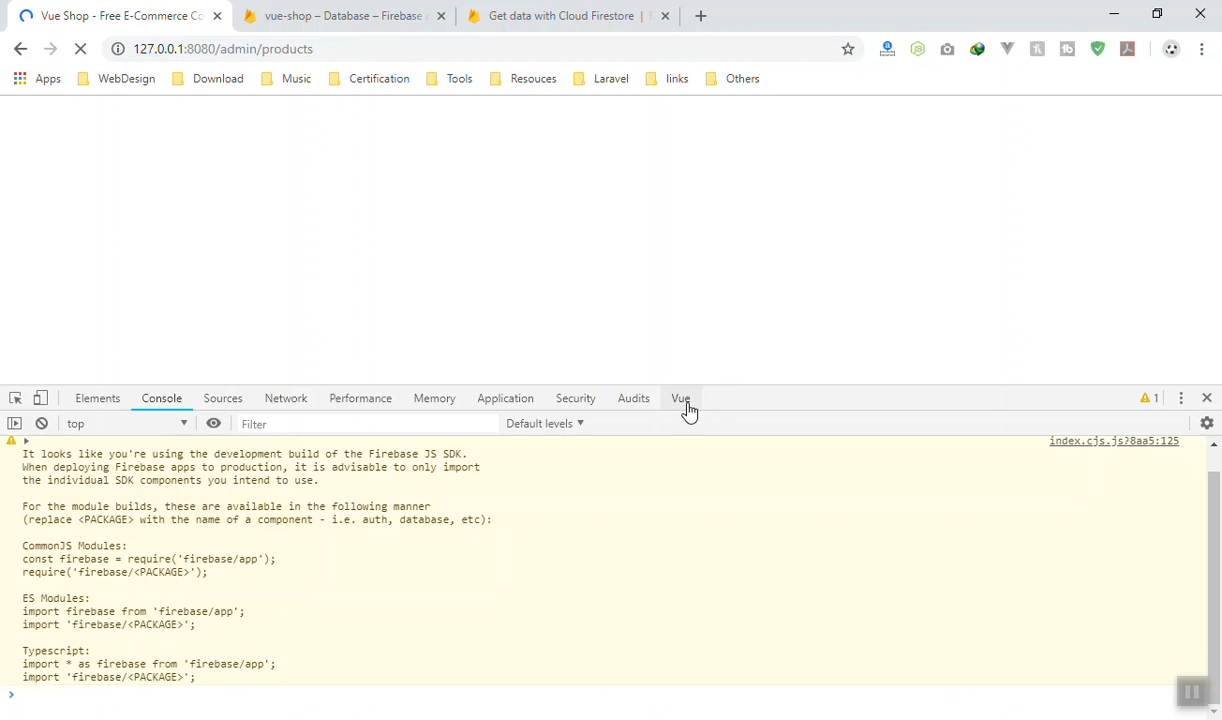 Vue Shop – Free E-Commerce Co
vue-shop – Database – Firebase
Get data with Cloud Firestore |
127.0.0.1:8080/admin/products
Apps WebDesign Download Music Certification Tools Resouces Laravel links Others
Elements Console Sources Network Performance Memory Application Security Audits Vue 1
top Filter Default levels
index.cjs.js?8aa5:125
It looks like you're using the development build of the Firebase JS SDK.
When deploying Firebase apps to production, it is advisable to only import
the individual SDK components you intend to use.
For the module builds, these are available in the following manner
(replace <PACKAGE> with the name of a component - i.e. auth, database, etc):
CommonJS Modules:
const firebase = require('firebase/app');
require('firebase/<PACKAGE>');
ES Modules:
import firebase from 'firebase/app';
import 'firebase/<PACKAGE>';
Typescript:
import * as firebase from 'firebase/app';
import 'firebase/<PACKAGE>';